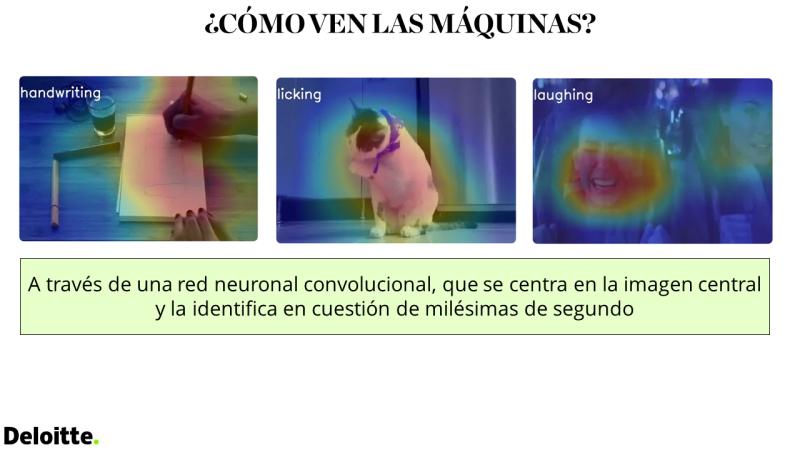 ¿CÓMO VEN LAS MÁQUINAS?
handwriting
licking
laughing
A través de una red neuronal convolucional, que se centra en la imagen central
y la identifica en cuestión de milésimas de segundo
Deloitte.